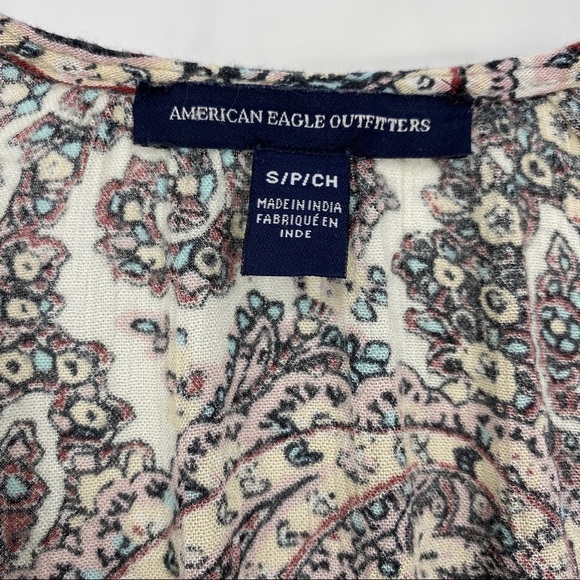 AMERICAN EAGLE OUTFITTERS
S/P/CH
MADE IN INDIA
FABRIQUÉ EN
INDE